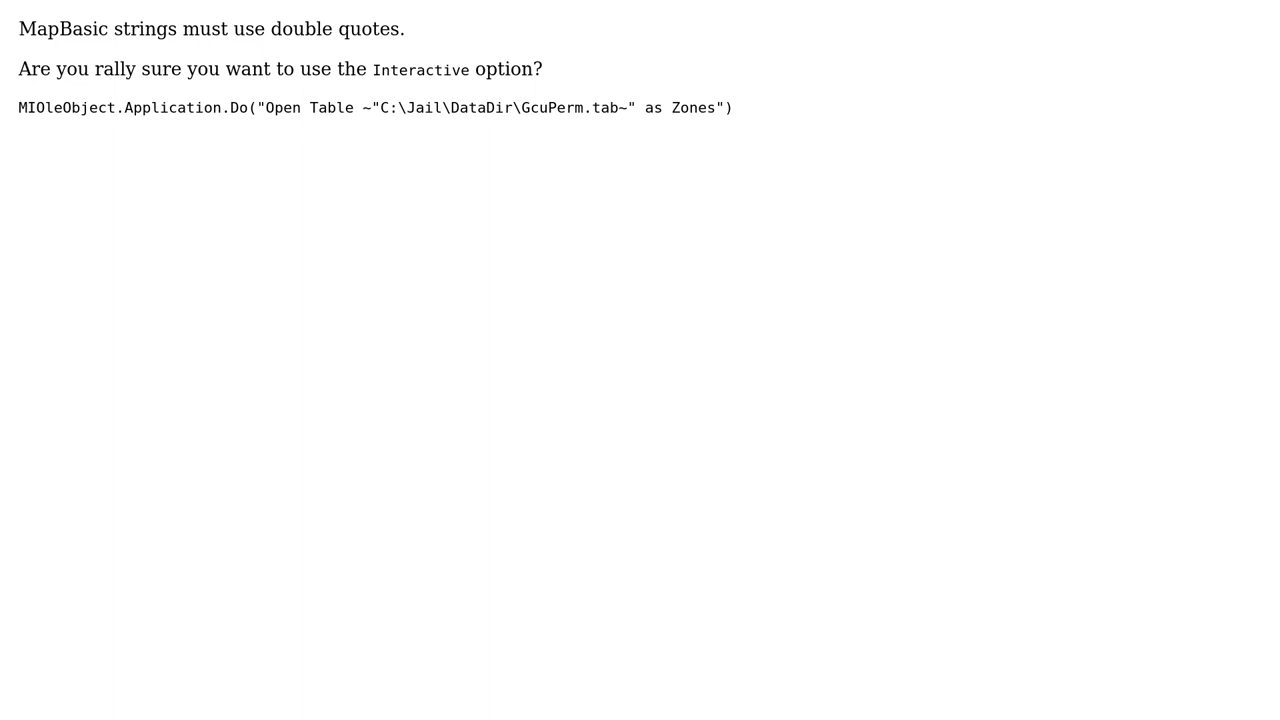 MapBasic strings must use double quotes.
Are you rally sure you want to use the Interactive option?
MIOleObject.Application.Do("Open Table ~"C:\Jail\DataDir\GcuPerm.tab~" as Zones")